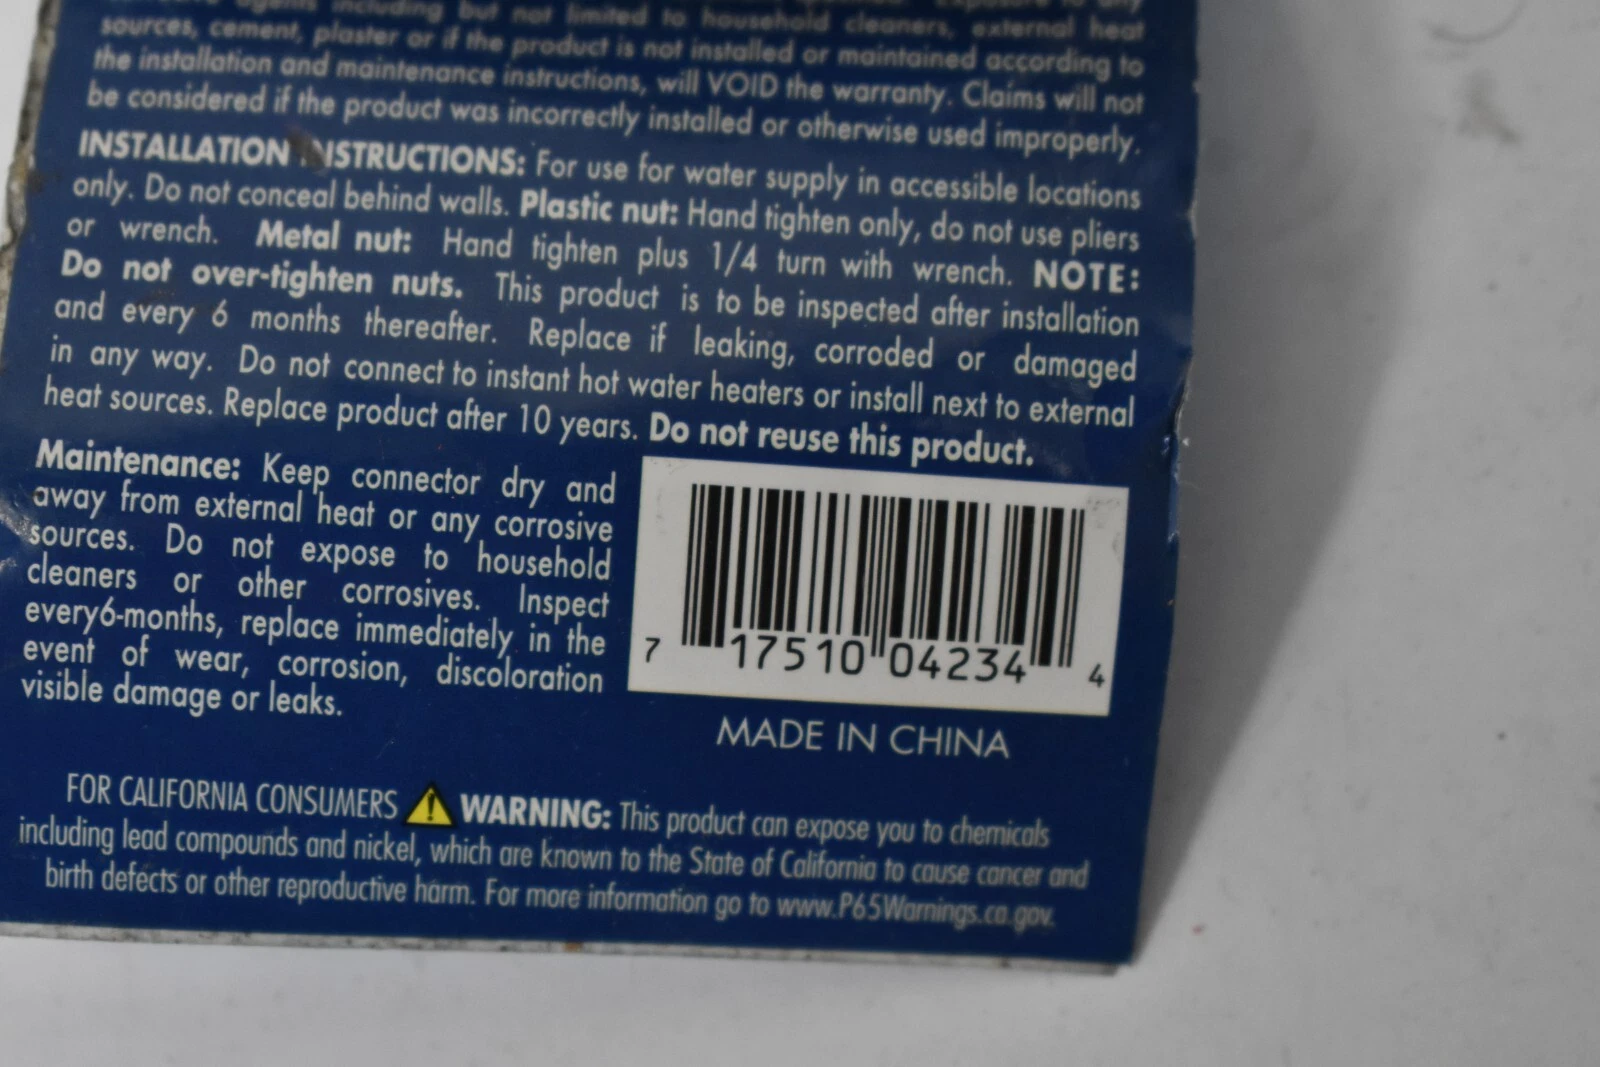 agents including but not limited to household cleaners, external heat
sources, cement, plaster or if the product is not installed or maintained according to
the installation and maintenance instructions, will VOID the warranty. Claims will not
be considered if the product was incorrectly installed or otherwise used improperly.
INSTALLATION STRUCTIONS: For use for water supply in accessible locations
only. Do not conceal behind walls. Plastic nut: Hand tighten only, do not use pliers
or wrench. Metal nut: Hand tighten plus 1/4 turn with wrench. NOTE:
Do not over-tighten nuts. This product is to be inspected after installation
and every 6 months thereafter. Replace if leaking, corroded or damaged
in any way. Do not connect to instant hot water heaters or install next to external
heat sources. Replace product after 10 years. Do not reuse this product.
Maintenance: Keep connector dry and
away from external heat or any corrosive
sources. Do not expose to household
cleaners or other corrosives. Inspect
every6-months, replace immediately in the
event of wear, corrosion, discoloration
visible damage or leaks.
7 17510 04234 4
MADE IN CHINA
FOR CALIFORNIA CONSUMERS WARNING: This product can expose you to chemicals
including lead compounds and nickel, which are known to the State of California to cause cancer and
birth defects or other reproductive harm. For more information go to www.P65Warnings.ca.gov.